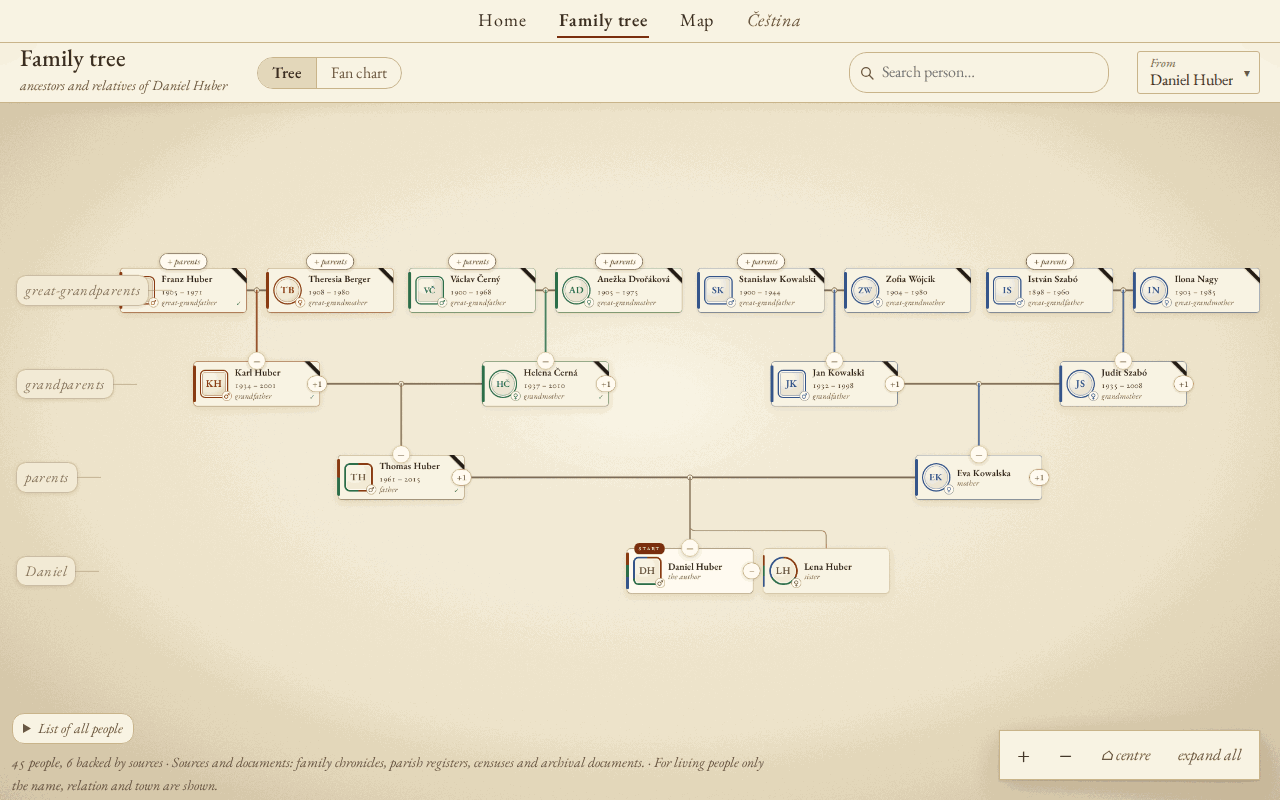 Home Family tree Map Čeština
Family tree
ancestors and relatives of Daniel Huber
Tree Fan chart
Search person...
From
Daniel Huber ▾
+ parents + parents + parents + parents + parents + parents
great-grandparents
Franz Huber
1905 – 1971
great-grandfather ✓
TB Theresia Berger
1908 – 1980
great-grandmother
VČ Václav Černý
1900 – 1968
great-grandfather
AD Anežka Dvořáková
1905 – 1975
great-grandmother
SK Stanisław Kowalski
1900 – 1944
great-grandfather
ZW Zofia Wójcik
1904 – 1980
great-grandmother
IS István Szabó
1898 – 1960
great-grandfather
IN Ilona Nagy
1903 – 1985
great-grandmother
grandparents
KH Karl Huber
1934 – 2001
grandfather ✓
+1
HČ Helena Černá
1937 – 2010
grandmother ✓
+1
JK Jan Kowalski
1932 – 1998
grandfather
+1
JS Judit Szabó
1935 – 2008
grandmother
+1
parents
TH Thomas Huber
1961 – 2015
father ✓
+1
EK Eva Kowalska
mother
+1
Daniel
START
DH Daniel Huber
the author
LH Lena Huber
sister
▶ List of all people
45 people, 6 backed by sources · Sources and documents: family chronicles, parish registers, censuses and archival documents. · For living people only
the name, relation and town are shown.
+ − centre expand all